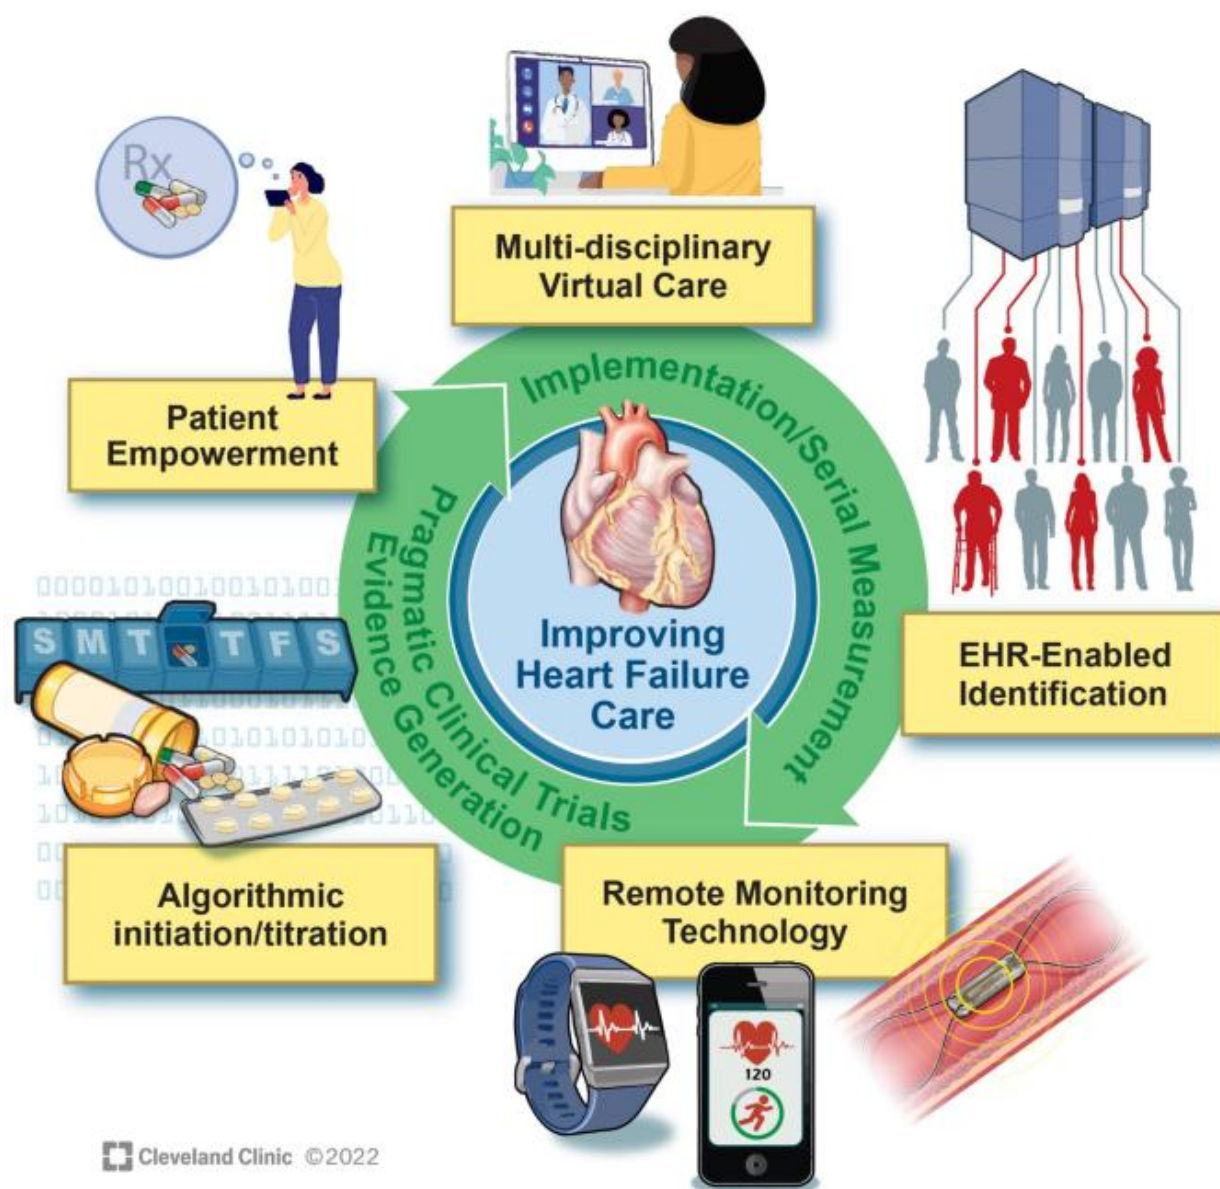 Rx
Multi-disciplinary
Virtual Care
Patient
Empowerment
Implementation/Serial Measurement
Pragmatic Clinical Trials
Evidence Generation
Improving
Heart Failure
Care
EHR-Enabled
Identification
S M T T F S
Algorithmic
initiation/titration
Remote Monitoring
Technology
120
Cleveland Clinic ©2022